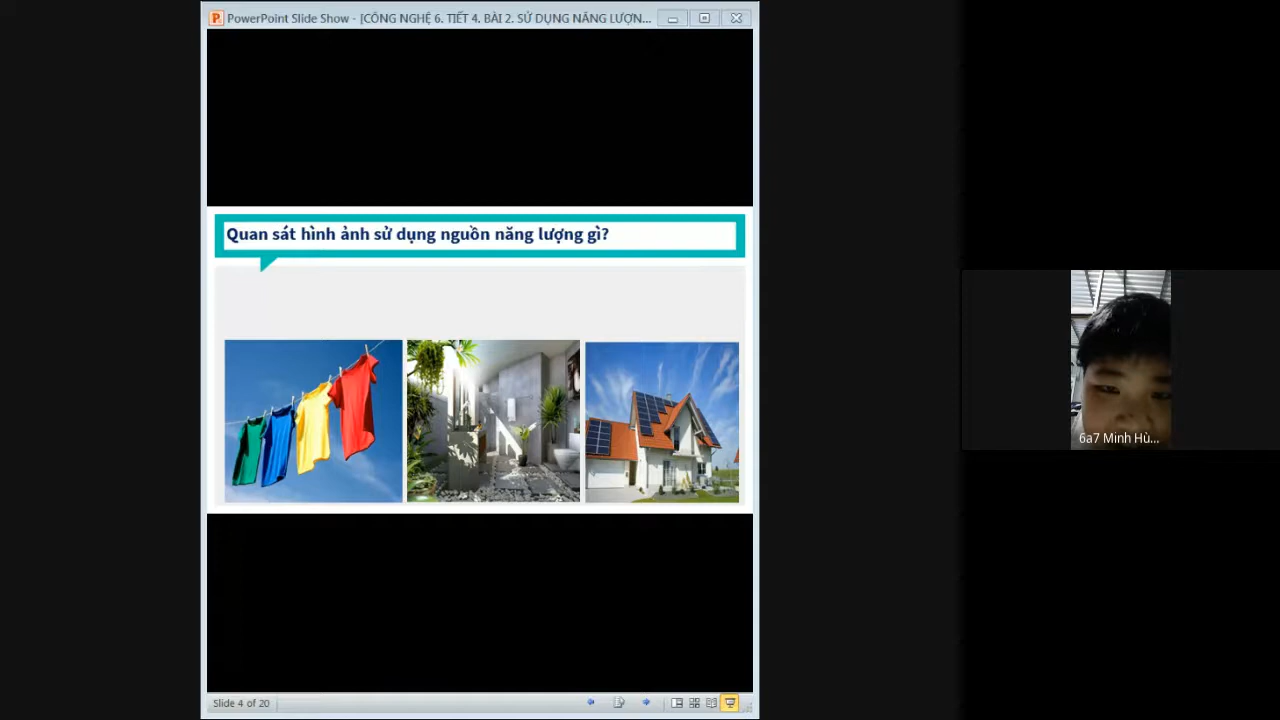 PowerPoint Slide Show - [CÔNG NGHỆ 6. TIẾT 4. BÀI 2. SỬ DỤNG NĂNG LƯỢN...
Quan sát hình ảnh sử dụng nguồn năng lượng gì?
6a7 Minh Hù...
Slide 4 of 20